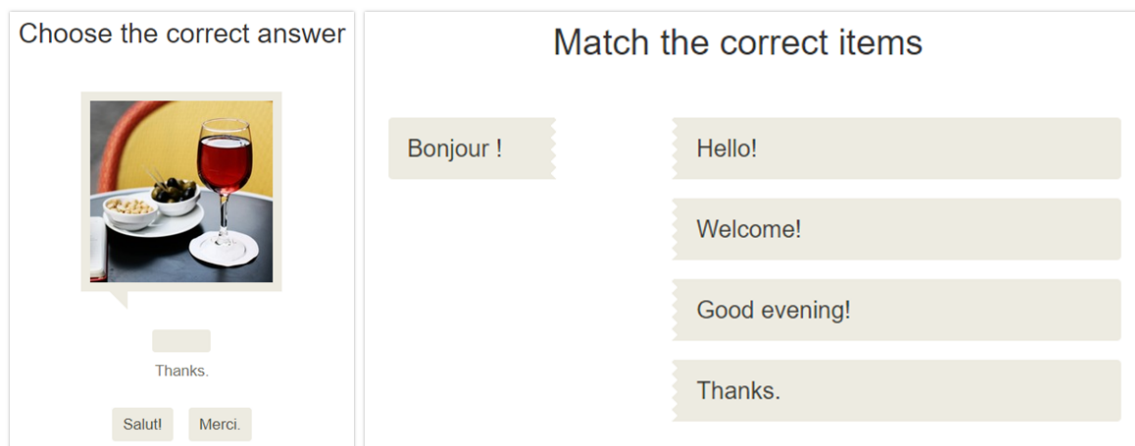 Choose the correct answer
Thanks.
Salut!
Merci.
Match the correct items
Bonjour !
Hello!
Welcome!
Good evening!
Thanks.